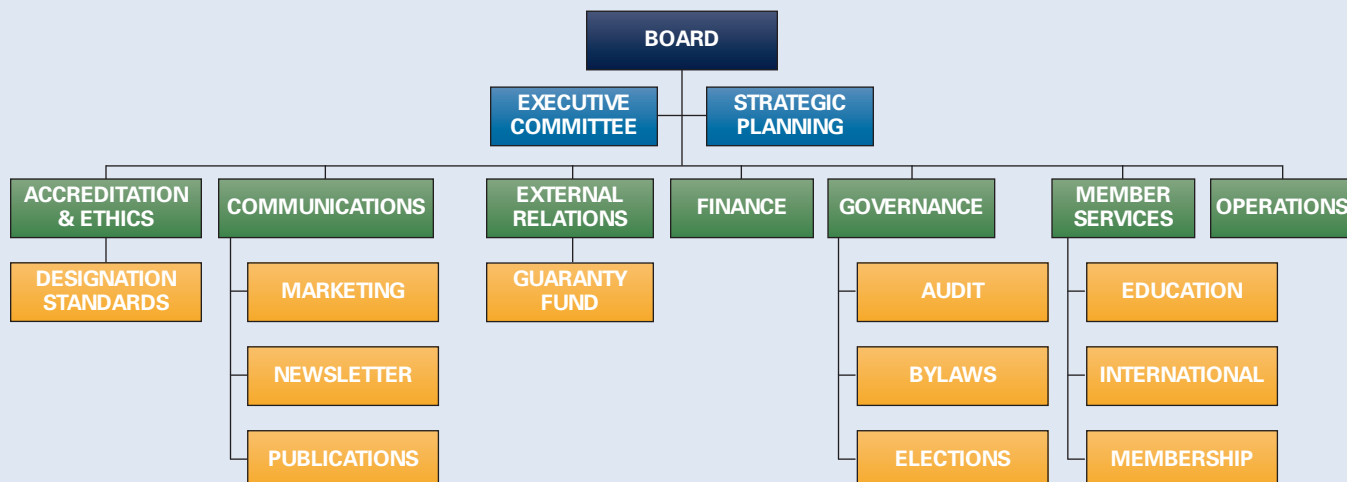 BOARD
EXECUTIVE
COMMITTEE
STRATEGIC
PLANNING
ACCREDITATION
& ETHICS
COMMUNICATIONS
EXTERNAL
RELATIONS
FINANCE
GOVERNANCE
MEMBER
SERVICES
OPERATIONS
DESIGNATION
STANDARDS
MARKETING
GUARANTY
FUND
AUDIT
EDUCATION
NEWSLETTER
BYLAWS
INTERNATIONAL
PUBLICATIONS
ELECTIONS
MEMBERSHIP